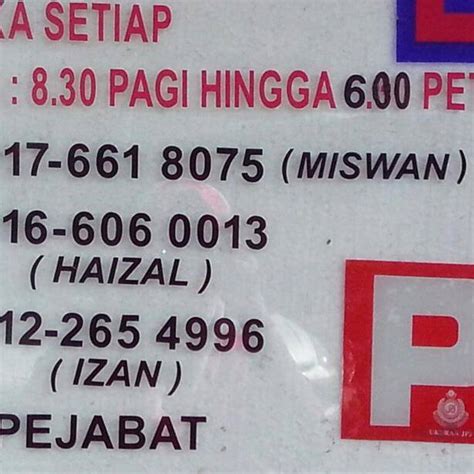 KA SETIAP
: 8.30 PAGI HINGGA 6.00 PET
17-661 8075 (MISWAN)
16-606 0013
(HAIZAL)
12-265 4996
(IZAN)
PEJABAT
P